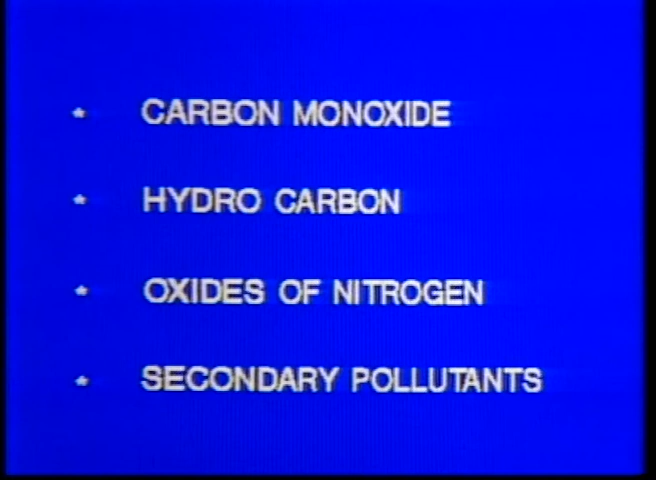 * CARBON MONOXIDE
* HYDRO CARBON
* OXIDES OF NITROGEN
* SECONDARY POLLUTANTS